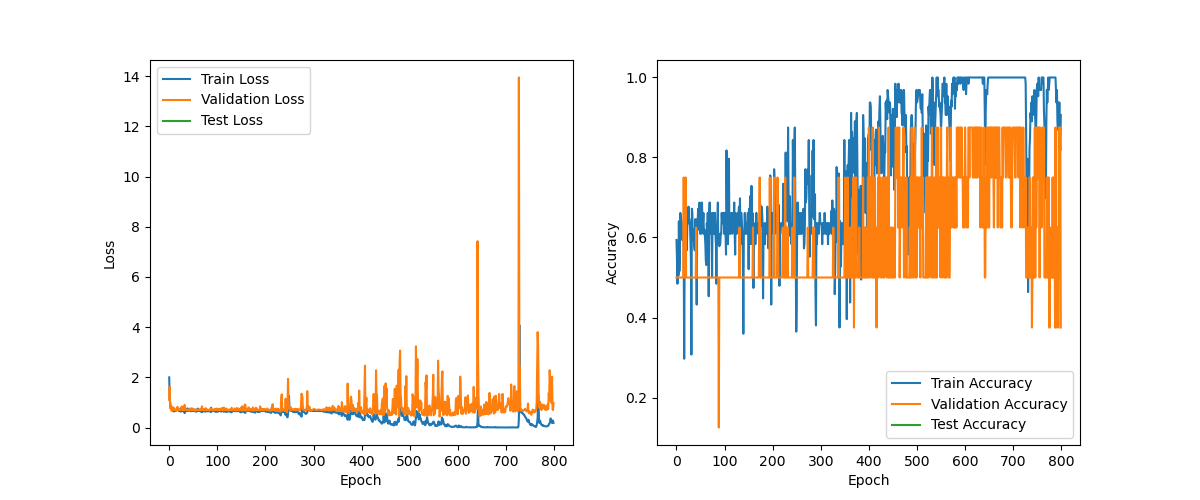 Train Loss
Validation Loss
Test Loss
14
12
10
8
6
4
2
0
Loss
0 100 200 300 400 500 600 700 800
Epoch
1.0
0.8
0.6
0.4
0.2
Accuracy
Train Accuracy
Validation Accuracy
Test Accuracy
0 100 200 300 400 500 600 700 800
Epoch